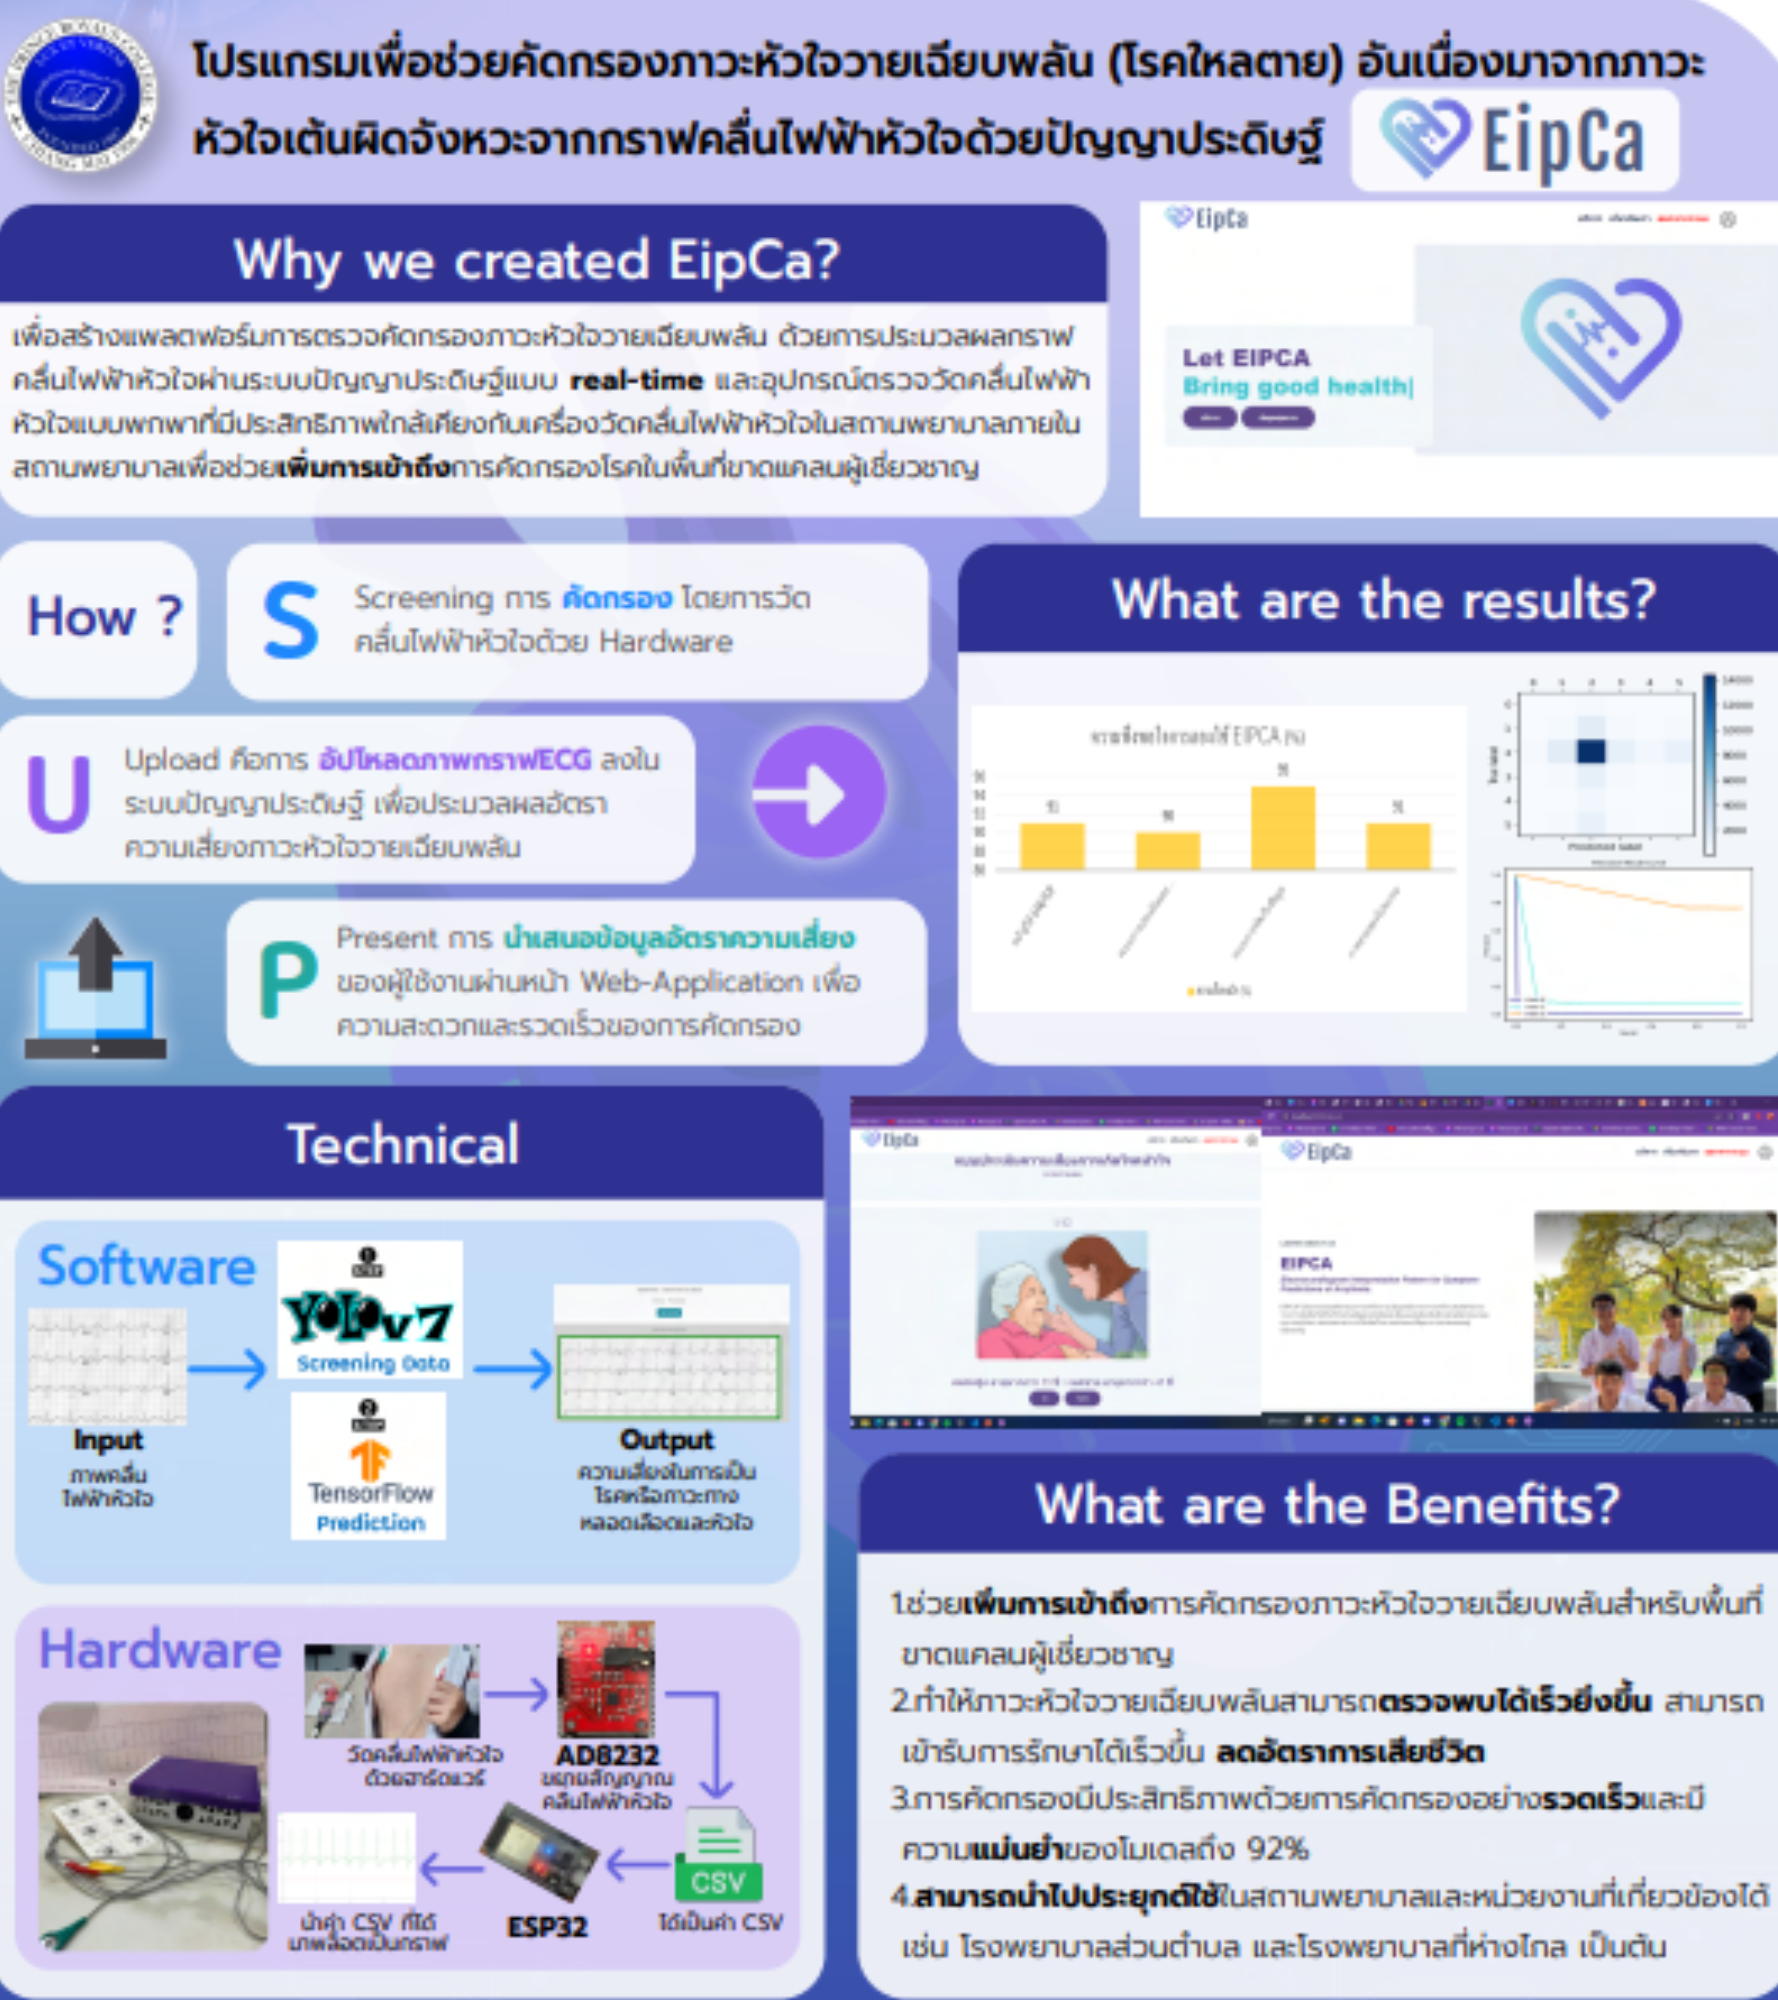 โปรแกรมเพื่อช่วยคัดกรองภาวะหัวใจวายเฉียบพลัน (โรคใหลตาย) อันเนื่องมาจากภาวะ
หัวใจเต้นผิดจังหวะจากกราฟคลื่นไฟฟ้าหัวใจด้วยปัญญาประดิษฐ์
EipCa
Why we created EipCa?
เพื่อสร้างแพลตฟอร์มการตรวจคัดกรองภาวะหัวใจวายเฉียบพลัน ด้วยการประมวลผลกราฟ
คลื่นไฟฟ้าหัวใจผ่านระบบปัญญาประดิษฐ์แบบ real-time และอุปกรณ์ตรวจวัดคลื่นไฟฟ้า
หัวใจแบบพกพาที่มีประสิทธิภาพใกล้เคียงกับเครื่องวัดคลื่นไฟฟ้าหัวใจในสถานพยาบาลภายใน
สถานพยาบาลเพื่อช่วยเพิ่มการเข้าถึงการคัดกรองโรคในพื้นที่ขาดแคลนผู้เชี่ยวชาญ
EipCa
Let EIPCA
Bring good health|
How ?
S
Screening การ คัดกรอง โดยการวัด
คลื่นไฟฟ้าหัวใจด้วย Hardware
U
Upload คือการ อัปโหลดภาพกราฟECG ลงใน
ระบบปัญญาประดิษฐ์ เพื่อประมวลผลอัตรา
ความเสี่ยงภาวะหัวใจวายเฉียบพลัน
P
Present การ นำเสนอข้อมูลอัตราความเสี่ยง
ของผู้ใช้งานผ่านหน้า Web-Application เพื่อ
ความสะดวกและรวดเร็วของการคัดกรอง
What are the results?
EIPCA (%)
Technical
Software
Input
ภาพคลื่น
ไฟฟ้าหัวใจ
1
YOLOv7
Screening Data
2
TensorFlow
Prediction
Output
ความเสี่ยงในการเป็น
โรคหรือภาวะทาง
หลอดเลือดและหัวใจ
Hardware
วัดคลื่นไฟฟ้าหัวใจ
ด้วยฮาร์ดแวร์
AD8232
ขยายสัญญาณ
คลื่นไฟฟ้าหัวใจ
CSV
ได้เป็นค่า CSV
ESP32
นำค่า CSV ที่ได้
มาพล็อตเป็นกราฟ
EipCa
EipCa
EIPCA
What are the Benefits?
1.ช่วยเพิ่มการเข้าถึงการคัดกรองภาวะหัวใจวายเฉียบพลันสำหรับพื้นที่
ขาดแคลนผู้เชี่ยวชาญ
2.ทำให้ภาวะหัวใจวายเฉียบพลันสามารถตรวจพบได้เร็วยิ่งขึ้น สามารถ
เข้ารับการรักษาได้เร็วขึ้น ลดอัตราการเสียชีวิต
3.การคัดกรองมีประสิทธิภาพด้วยการคัดกรองอย่างรวดเร็วและมี
ความแม่นยำของโมเดลถึง 92%
4.สามารถนำไปประยุกต์ใช้ในสถานพยาบาลและหน่วยงานที่เกี่ยวข้องได้
เช่น โรงพยาบาลส่วนตำบล และโรงพยาบาลที่ห่างไกล เป็นต้น